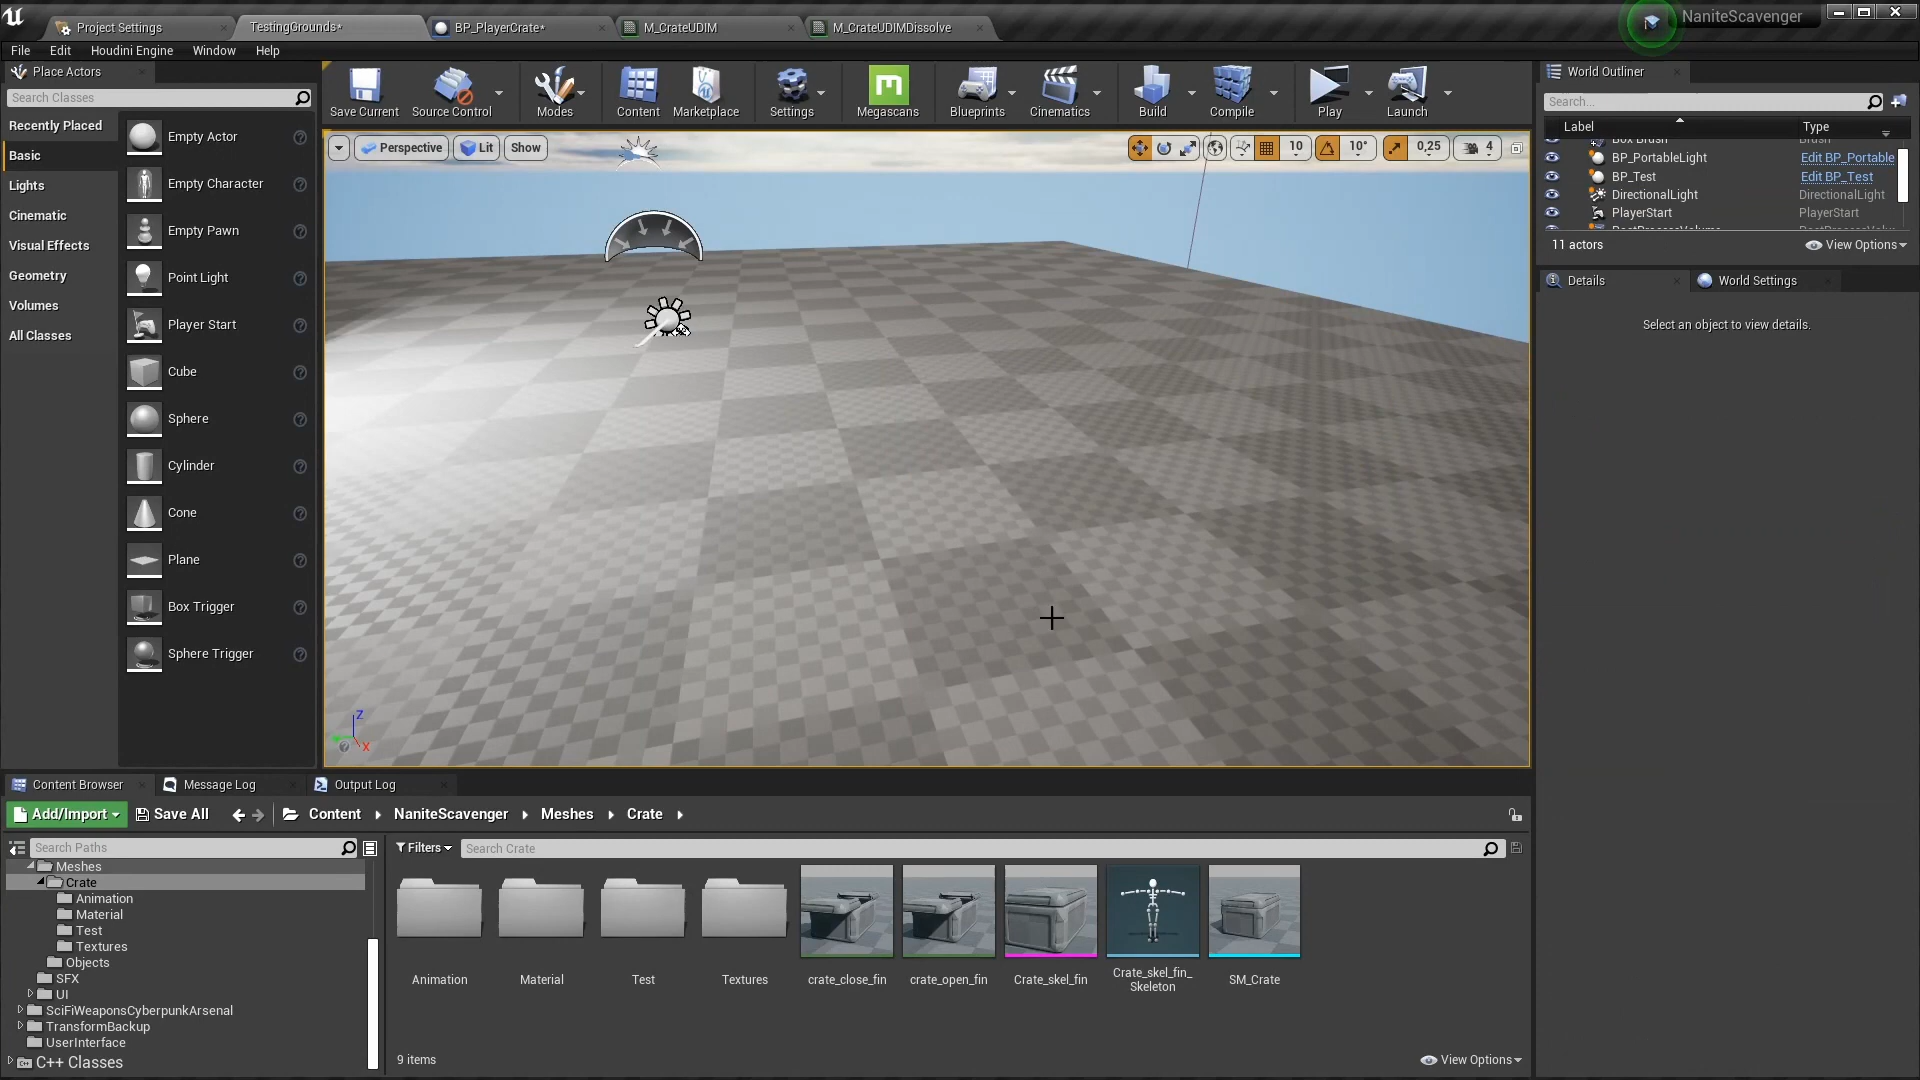 Project Settings
TestingGrounds*
BP_PlayerCrate*
M_CrateUDIM
M_CrateUDIMDissolve
NaniteScavenger
File Edit Houdini Engine Window Help
Place Actors
Search Classes
Recently Placed
Basic
Lights
Cinematic
Visual Effects
Geometry
Volumes
All Classes
Empty Actor
Empty Character
Empty Pawn
Point Light
Player Start
Cube
Sphere
Cylinder
Cone
Plane
Box Trigger
Sphere Trigger
Save Current Source Control Modes Content Marketplace Settings Megascans Blueprints Cinematics Build Compile Play Launch
Perspective Lit Show 10 10° 0,25 4
Z
X
World Outliner
Search...
Label Type
Box Brush Brush
BP_PortableLight Edit BP_Portable
BP_Test Edit BP_Test
DirectionalLight DirectionalLight
PlayerStart PlayerStart
11 actors View Options
Details World Settings
Select an object to view details.
Content Browser Message Log Output Log
Add/Import Save All Content NaniteScavenger Meshes Crate
Search Paths
Filters Search Crate
Meshes
Crate
Animation
Material
Test
Textures
Objects
SFX
UI
SciFiWeaponsCyberpunkArsenal
TransformBackup
UserInterface
C++ Classes
Animation
Material
Test
Textures
crate_close_fin
crate_open_fin
Crate_skel_fin
Crate_skel_fin_
Skeleton
SM_Crate
9 items View Options